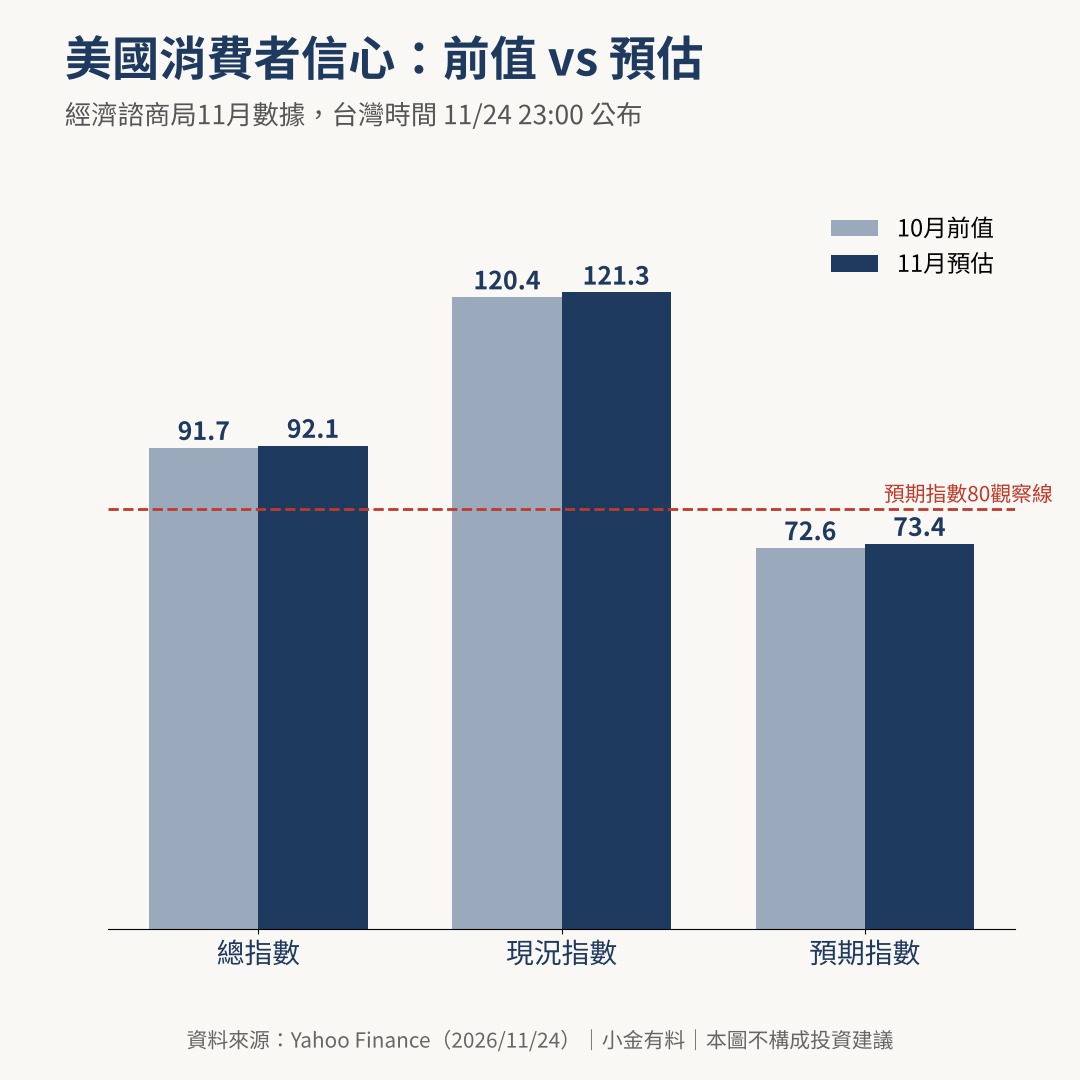 美國消費者信心：前值 vs 預估
經濟諮商局11月數據，台灣時間 11/24 23:00 公布
10月前值
11月預估
120.4
121.3
91.7
92.1
預期指數80觀察線
72.6
73.4
總指數
現況指數
預期指數
資料來源：Yahoo Finance（2026/11/24）｜小金有料｜本圖不構成投資建議